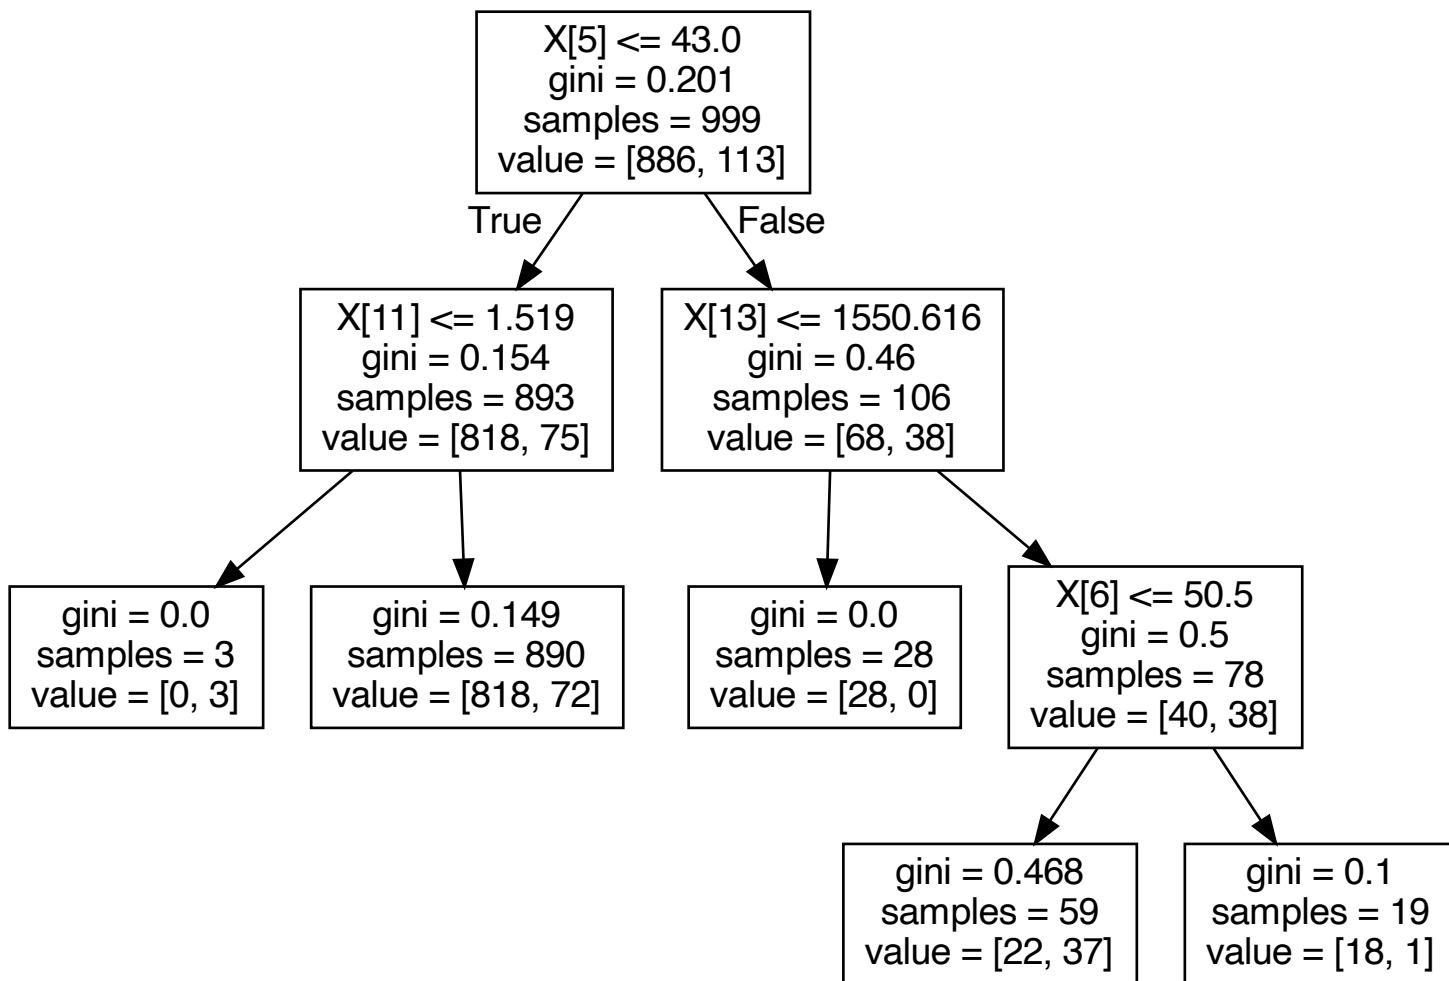 X[5] <= 43.0
gini = 0.201
samples = 999
value = [886, 113]
True
False
X[11] <= 1.519
gini = 0.154
samples = 893
value = [818, 75]
X[13] <= 1550.616
gini = 0.46
samples = 106
value = [68, 38]
gini = 0.0
samples = 3
value = [0, 3]
gini = 0.149
samples = 890
value = [818, 72]
gini = 0.0
samples = 28
value = [28, 0]
X[6] <= 50.5
gini = 0.5
samples = 78
value = [40, 38]
gini = 0.468
samples = 59
value = [22, 37]
gini = 0.1
samples = 19
value = [18, 1]